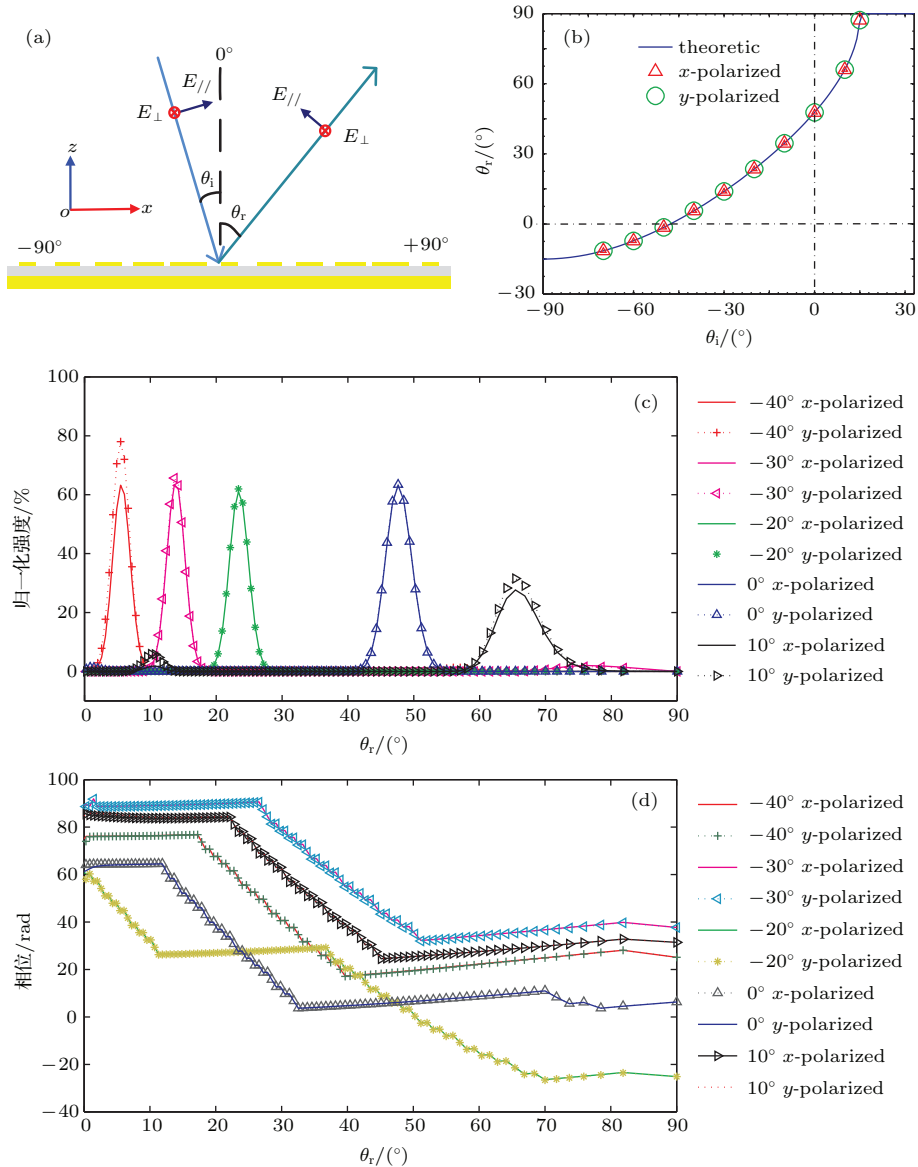 (a)
0°
E//
E⊥
E//
E⊥
z
θi
θr
o
x
−90°
+90°
(b)
90
60
30
0
−30
θr/(°)
theoretic
x-polarized
y-polarized
−90
−60
−30
0
30
θi/(°)
(c)
100
80
60
40
20
0
归一化强度/%
0
10
20
30
40
50
60
70
80
90
θr/(°)
−40° x-polarized
−40° y-polarized
−30° x-polarized
−30° y-polarized
−20° x-polarized
−20° y-polarized
0° x-polarized
0° y-polarized
10° x-polarized
10° y-polarized
(d)
100
80
60
40
20
0
−20
−40
相位/rad
0
10
20
30
40
50
60
70
80
90
θr/(°)
−40° x-polarized
−40° y-polarized
−30° x-polarized
−30° y-polarized
−20° x-polarized
−20° y-polarized
0° x-polarized
0° y-polarized
10° x-polarized
10° y-polarized